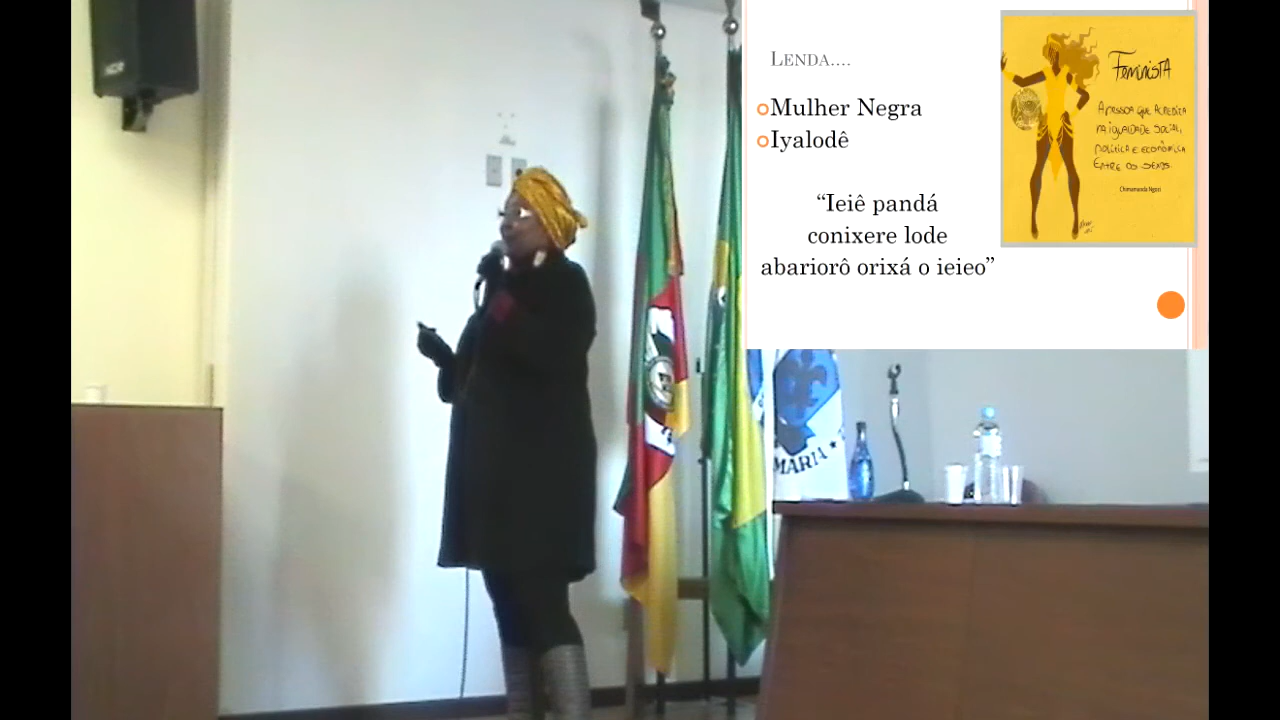 LENDA....
Mulher Negra
Iyalodê
“Ieiê pandá
conixere lode
abariorô orixá o ieieo”
FEMINISTA
A PESSOA QUE ACREDITA
NA IGUALDADE SOCIAL,
POLÍTICA E ECONÔMICA
ENTRE OS SEXOS
Chimamanda Ngozi
MARIA